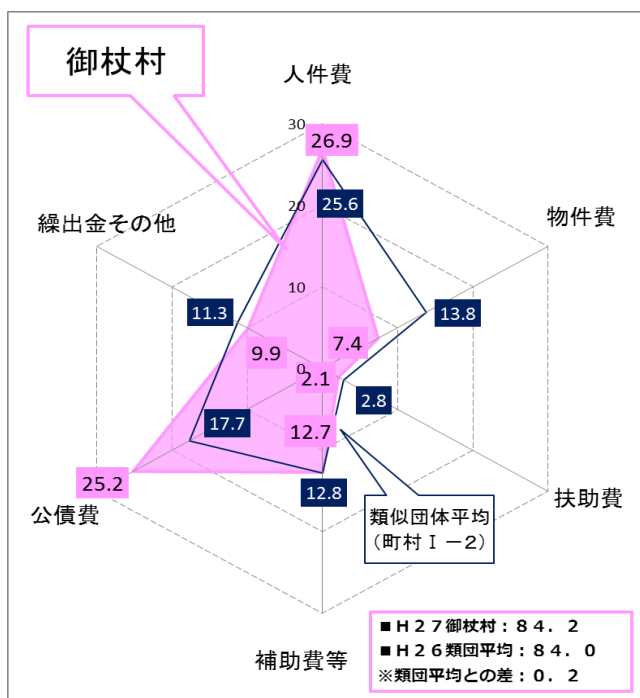 御杖村
人件費
30
26.9
20
25.6
物件費
繰出金その他
10
11.3
13.8
7.4
9.9
0
2.1
2.8
12.7
17.7
25.2
12.8
公債費
扶助費
類似団体平均
（町村Ⅰ－2）
補助費等
■Ｈ２７御杖村：８４．２
■Ｈ２６類団平均：８４．０
※類団平均との差：０．２